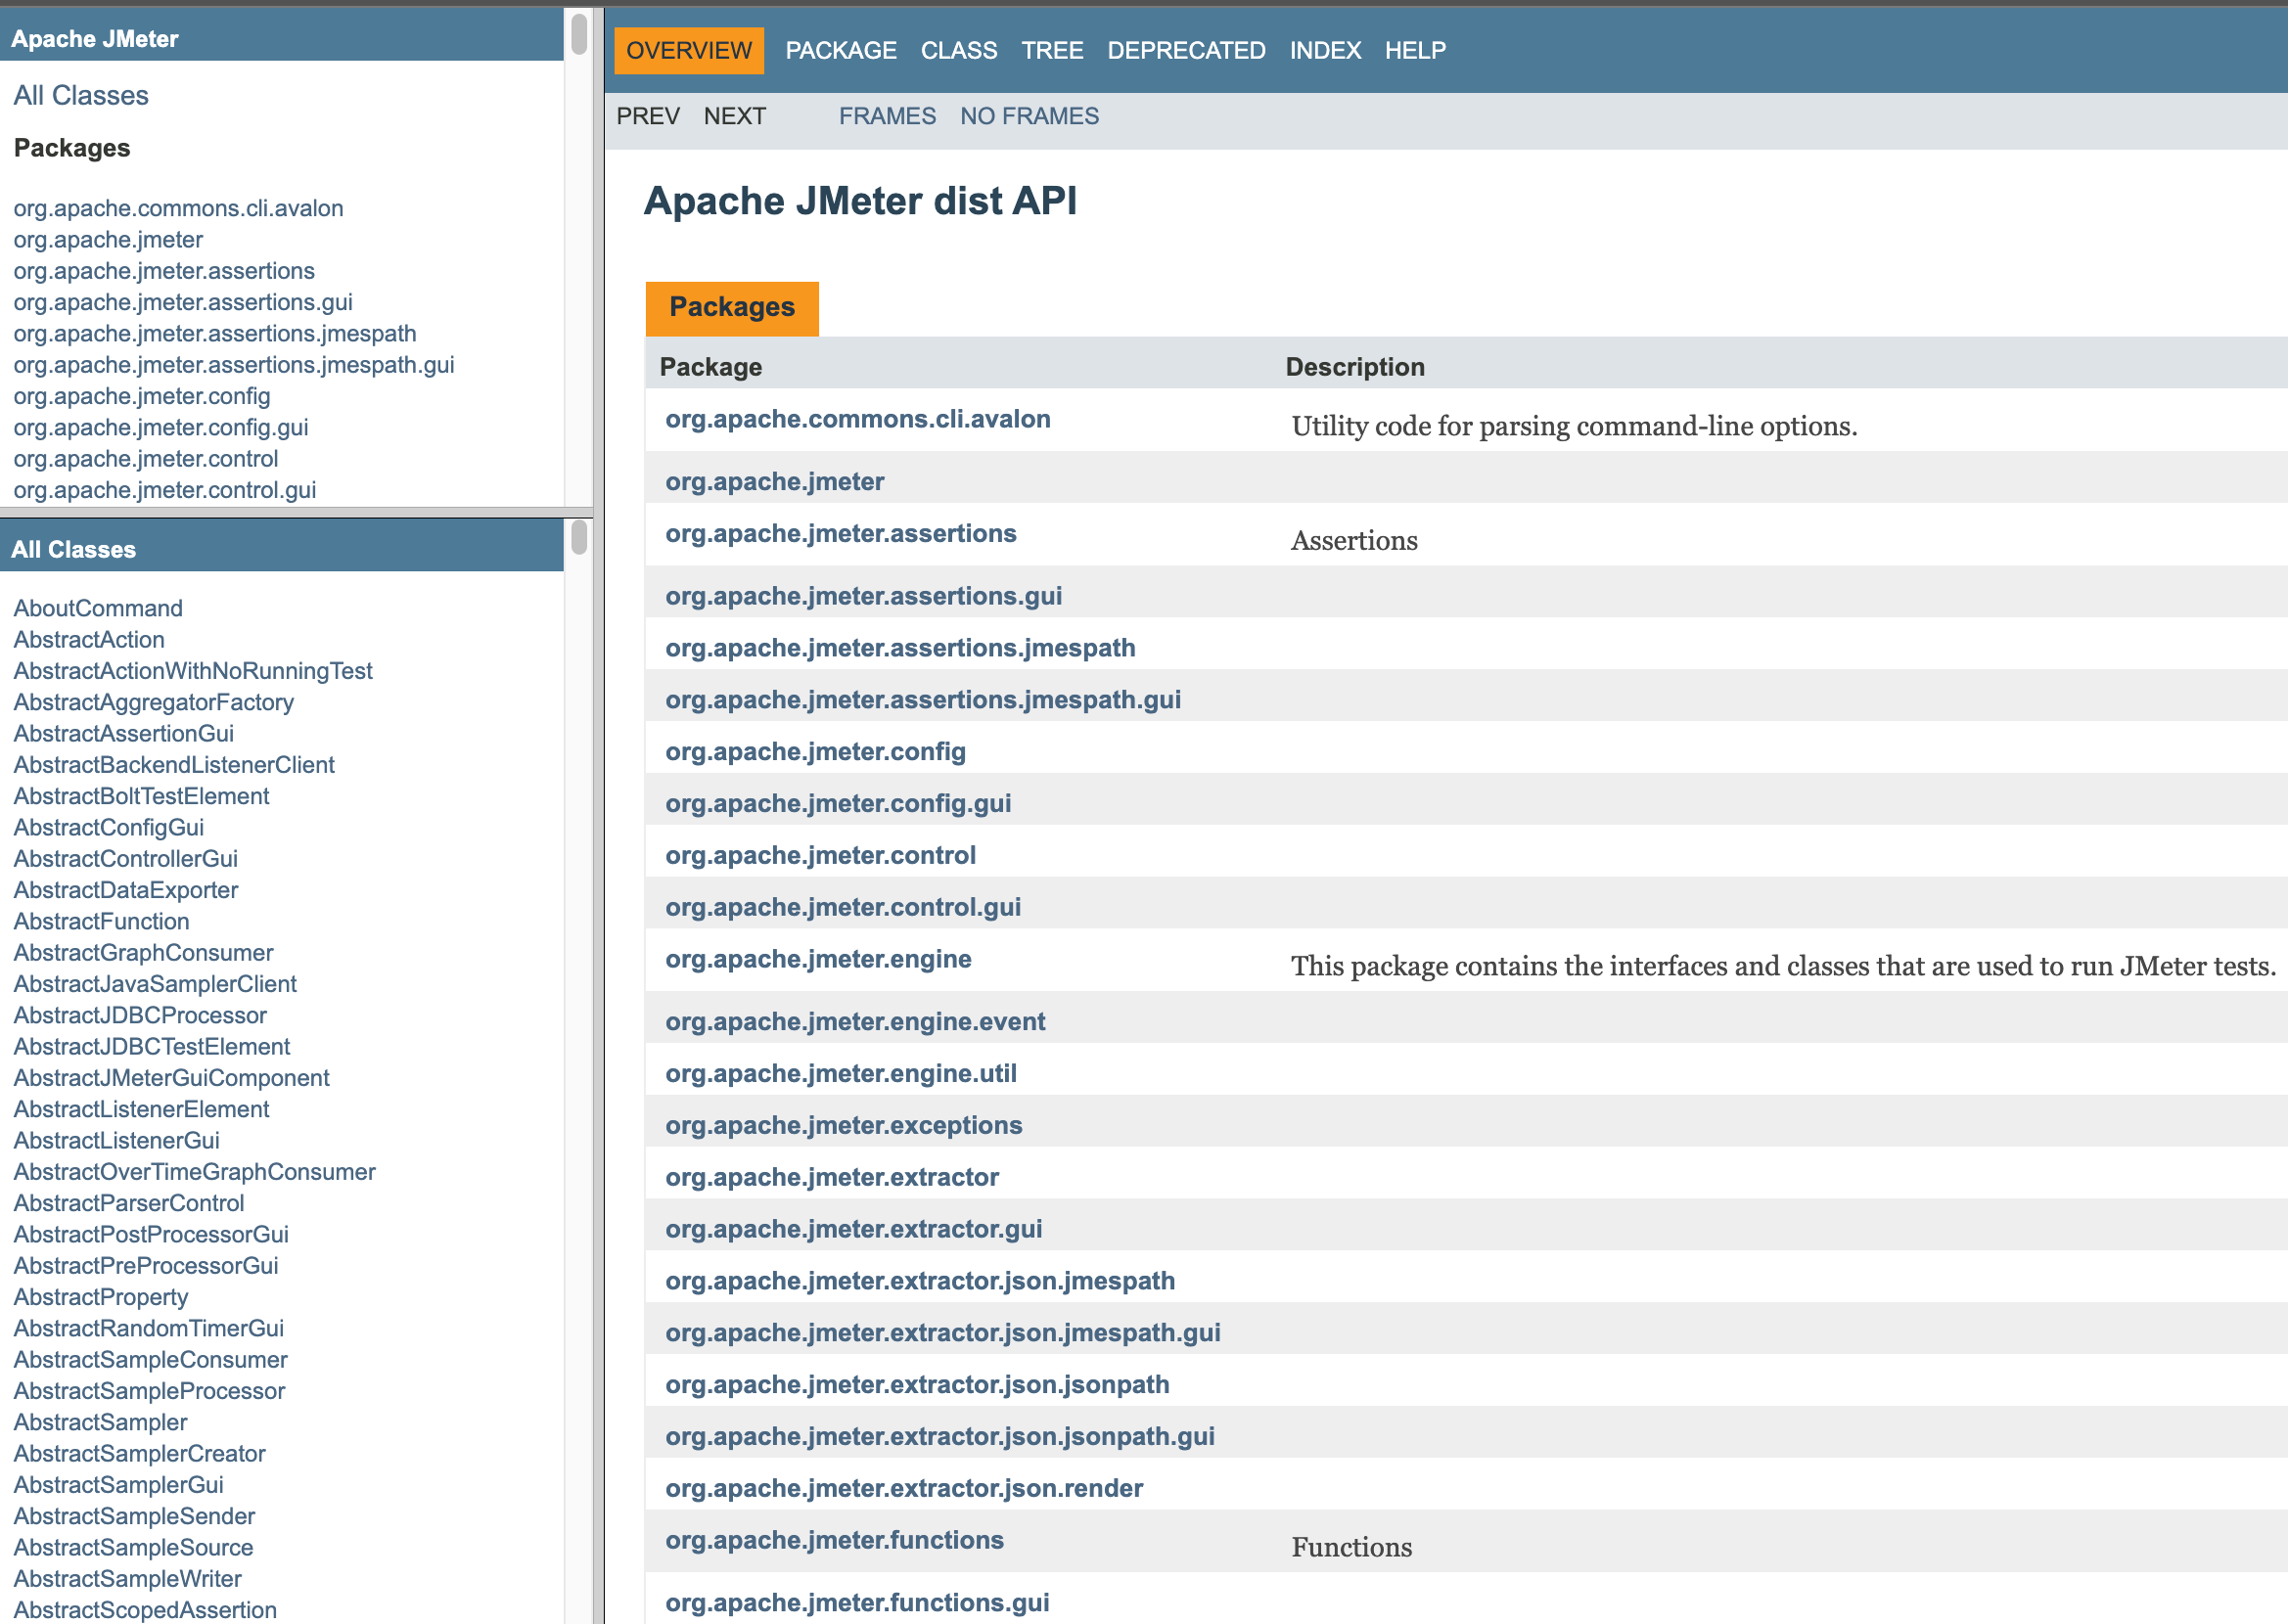 Apache JMeter
All Classes
Packages
org.apache.commons.cli.avalon
org.apache.jmeter
org.apache.jmeter.assertions
org.apache.jmeter.assertions.gui
org.apache.jmeter.assertions.jmespath
org.apache.jmeter.assertions.jmespath.gui
org.apache.jmeter.config
org.apache.jmeter.config.gui
org.apache.jmeter.control
org.apache.jmeter.control.gui
All Classes
AboutCommand
AbstractAction
AbstractActionWithNoRunningTest
AbstractAggregatorFactory
AbstractAssertionGui
AbstractBackendListenerClient
AbstractBoltTestElement
AbstractConfigGui
AbstractControllerGui
AbstractDataExporter
AbstractFunction
AbstractGraphConsumer
AbstractJavaSamplerClient
AbstractJDBCProcessor
AbstractJDBCTestElement
AbstractJMeterGuiComponent
AbstractListenerElement
AbstractListenerGui
AbstractOverTimeGraphConsumer
AbstractParserControl
AbstractPostProcessorGui
AbstractPreProcessorGui
AbstractProperty
AbstractRandomTimerGui
AbstractSampleConsumer
AbstractSampleProcessor
AbstractSampler
AbstractSamplerCreator
AbstractSamplerGui
AbstractSampleSender
AbstractSampleSource
AbstractSampleWriter
AbstractScopedAssertion
OVERVIEW PACKAGE CLASS TREE DEPRECATED INDEX HELP
PREV NEXT FRAMES NO FRAMES
Apache JMeter dist API
Packages
Package Description
org.apache.commons.cli.avalon Utility code for parsing command-line options.
org.apache.jmeter
org.apache.jmeter.assertions Assertions
org.apache.jmeter.assertions.gui
org.apache.jmeter.assertions.jmespath
org.apache.jmeter.assertions.jmespath.gui
org.apache.jmeter.config
org.apache.jmeter.config.gui
org.apache.jmeter.control
org.apache.jmeter.control.gui
org.apache.jmeter.engine This package contains the interfaces and classes that are used to run JMeter tests.
org.apache.jmeter.engine.event
org.apache.jmeter.engine.util
org.apache.jmeter.exceptions
org.apache.jmeter.extractor
org.apache.jmeter.extractor.gui
org.apache.jmeter.extractor.json.jmespath
org.apache.jmeter.extractor.json.jmespath.gui
org.apache.jmeter.extractor.json.jsonpath
org.apache.jmeter.extractor.json.jsonpath.gui
org.apache.jmeter.extractor.json.render
org.apache.jmeter.functions Functions
org.apache.jmeter.functions.gui